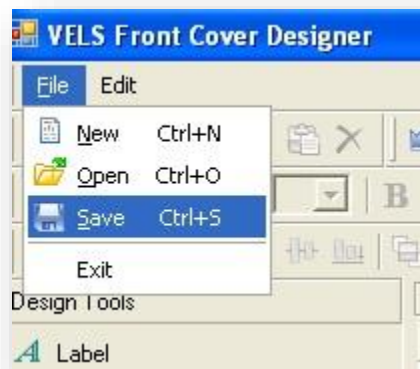 VELS Front Cover Designer
File Edit
New Ctrl+N
Open Ctrl+O
Save Ctrl+S
B
Exit
Design Tools
A Label